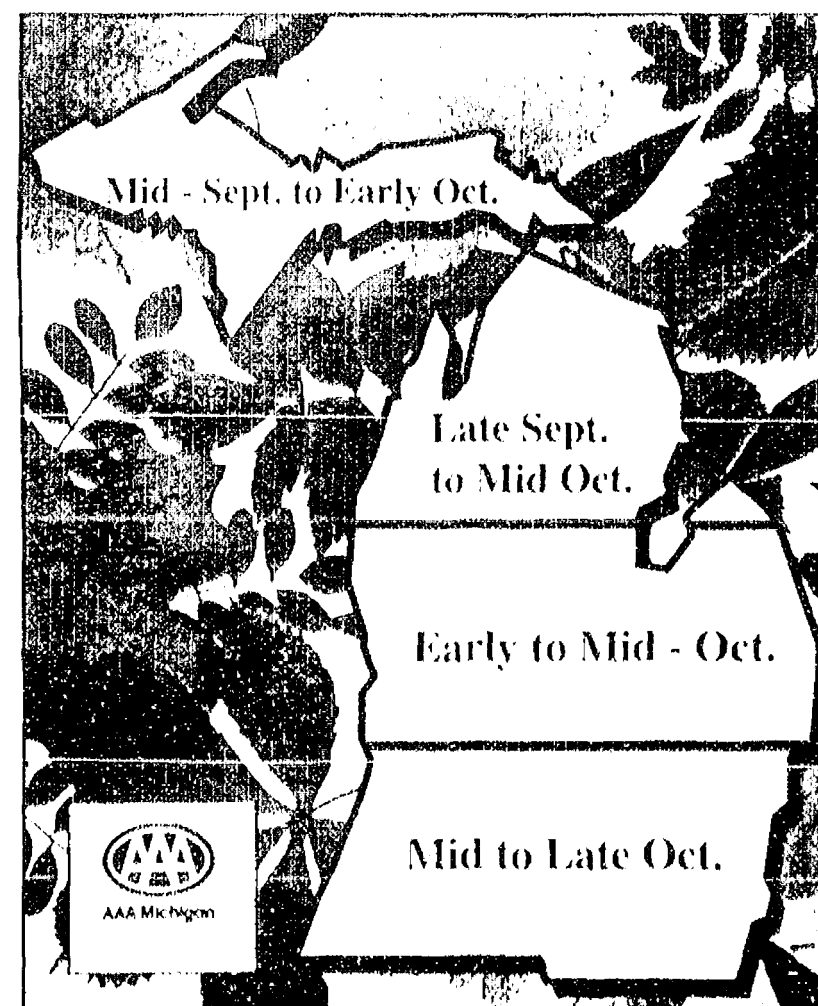 Mid - Sept. to Early Oct.
Late Sept.
to Mid Oct.
Early to Mid - Oct.
Mid to Late Oct.
AAA
AAA Michigan